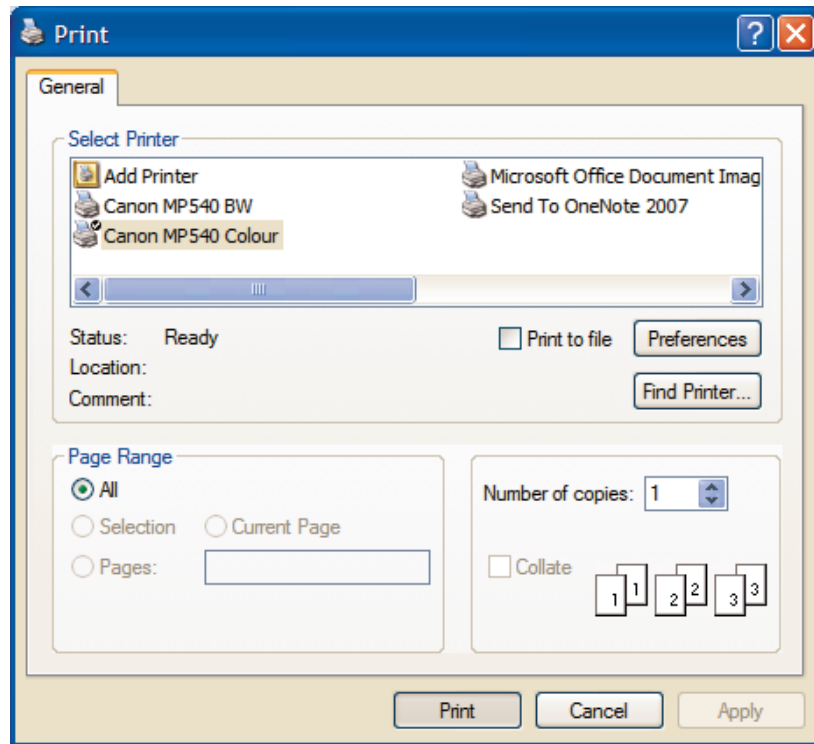 Print
General
Select Printer
Add Printer
Microsoft Office Document Imag
Canon MP540 BW
Send To OneNote 2007
Canon MP540 Colour
Status: Ready
Print to file
Preferences
Location:
Comment:
Find Printer...
Page Range
All
Number of copies: 1
Selection
Current Page
Pages:
Collate
1 1 2 2 3 3
Print
Cancel
Apply